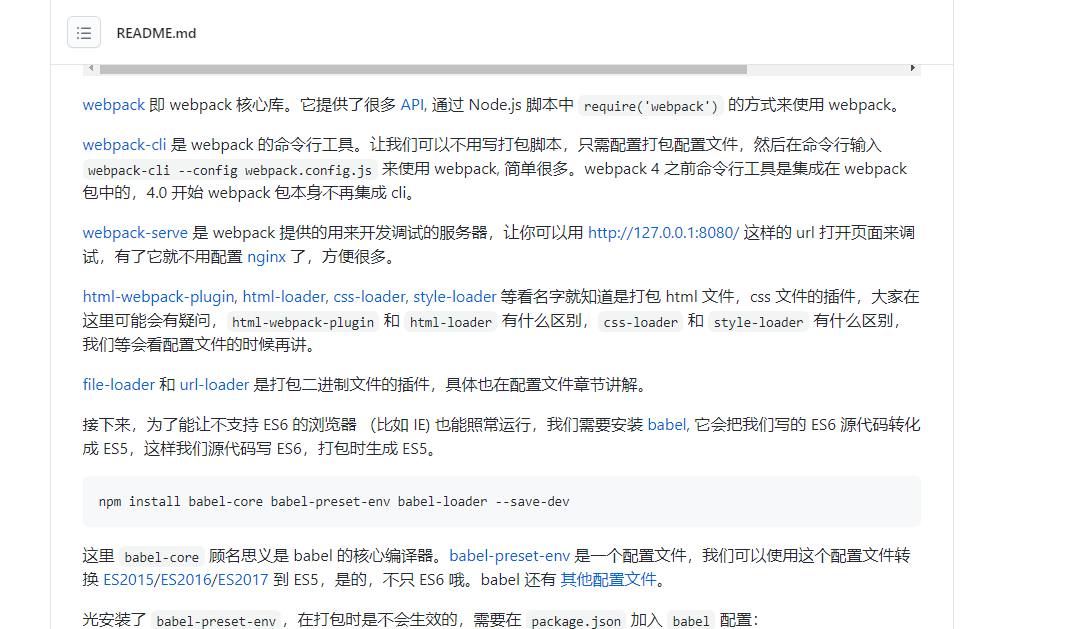 README.md
webpack 即 webpack 核心库。它提供了很多 API, 通过 Node.js 脚本中 require('webpack') 的方式来使用 webpack。
webpack-cli 是 webpack 的命令行工具。让我们可以不用写打包脚本，只需配置打包配置文件，然后在命令行输入
webpack-cli --config webpack.config.js 来使用 webpack, 简单很多。webpack 4 之前命令行工具是集成在 webpack
包中的，4.0 开始 webpack 包本身不再集成 cli。
webpack-serve 是 webpack 提供的用来开发调试的服务器，让你可以用 http://127.0.0.1:8080/ 这样的 url 打开页面来调
试，有了它就不用配置 nginx 了，方便很多。
html-webpack-plugin, html-loader, css-loader, style-loader 等看名字就知道是打包 html 文件，css 文件的插件，大家在
这里可能会有疑问，html-webpack-plugin 和 html-loader 有什么区别，css-loader 和 style-loader 有什么区别，
我们等会看配置文件的时候再讲。
file-loader 和 url-loader 是打包二进制文件的插件，具体也在配置文件章节讲解。
接下来，为了能让不支持 ES6 的浏览器 （比如 IE) 也能照常运行，我们需要安装 babel, 它会把我们写的 ES6 源代码转化
成 ES5，这样我们源代码写 ES6，打包时生成 ES5。
npm install babel-core babel-preset-env babel-loader --save-dev
这里 babel-core 顾名思义是 babel 的核心编译器。babel-preset-env 是一个配置文件，我们可以使用这个配置文件转
换 ES2015/ES2016/ES2017 到 ES5，是的，不只 ES6 哦。babel 还有 其他配置文件。
光安装了 babel-preset-env ，在打包时是不会生效的，需要在 package.json 加入 babel 配置：